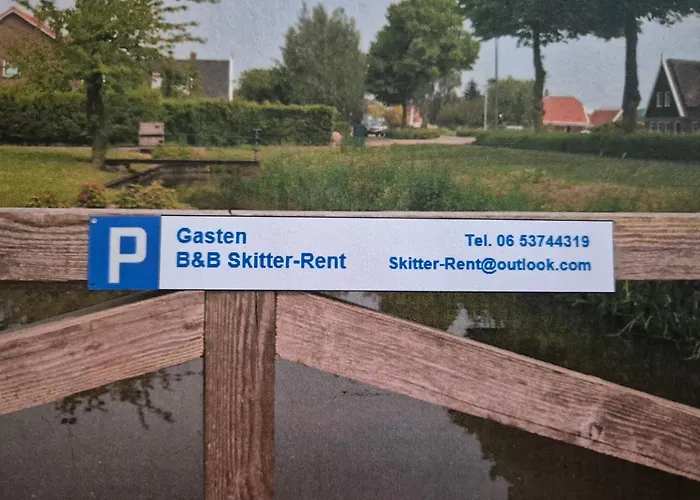 P
Gasten
B&B Skitter-Rent
Tel. 06 53744319
Skitter-Rent@outlook.com